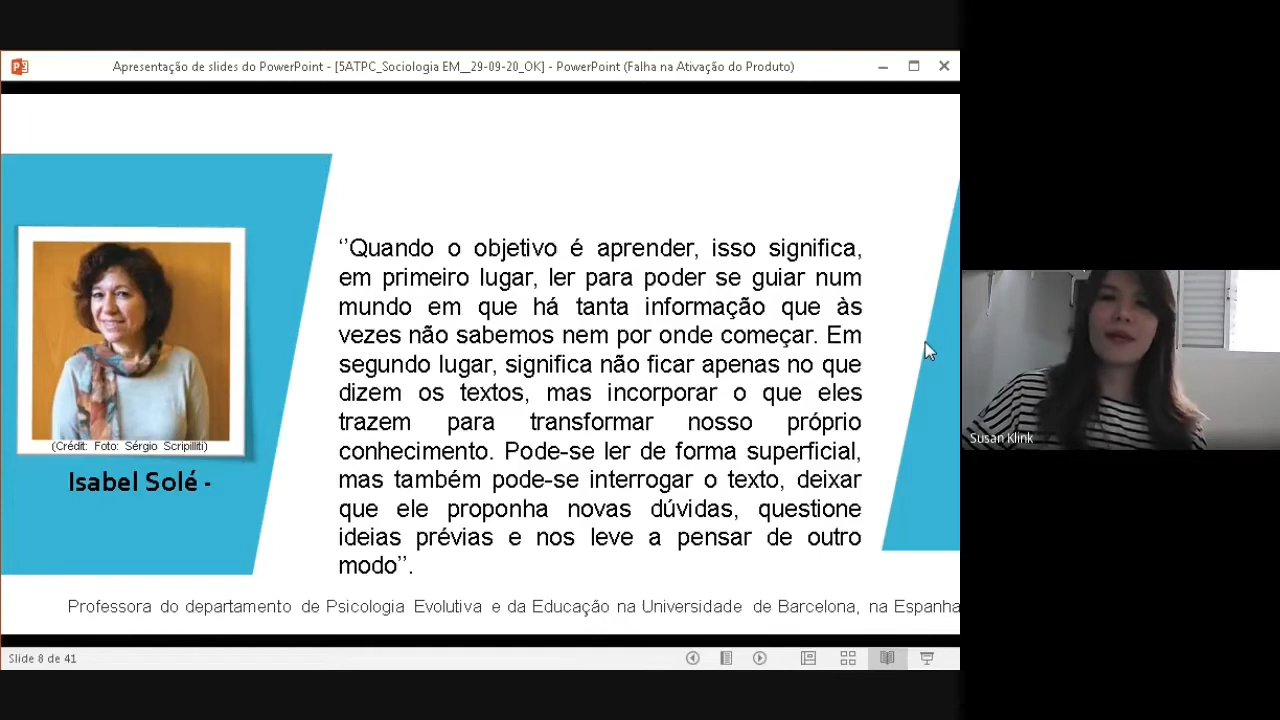 Apresentação de slides do PowerPoint - [5ATPC_Sociologia EM__29-09-20_OK] - PowerPoint (Falha na Ativação do Produto)
‘’Quando o objetivo é aprender, isso significa,
em primeiro lugar, ler para poder se guiar num
mundo em que há tanta informação que às
vezes não sabemos nem por onde começar. Em
segundo lugar, significa não ficar apenas no que
dizem os textos, mas incorporar o que eles
trazem para transformar nosso próprio
conhecimento. Pode-se ler de forma superficial,
mas também pode-se interrogar o texto, deixar
que ele proponha novas dúvidas, questione
ideias prévias e nos leve a pensar de outro
modo’’.
(Crédit: Foto: Sérgio Scripilliti)
Isabel Solé -
Professora do departamento de Psicologia Evolutiva e da Educação na Universidade de Barcelona, na Espanha
Slide 8 de 41
Susan Klink